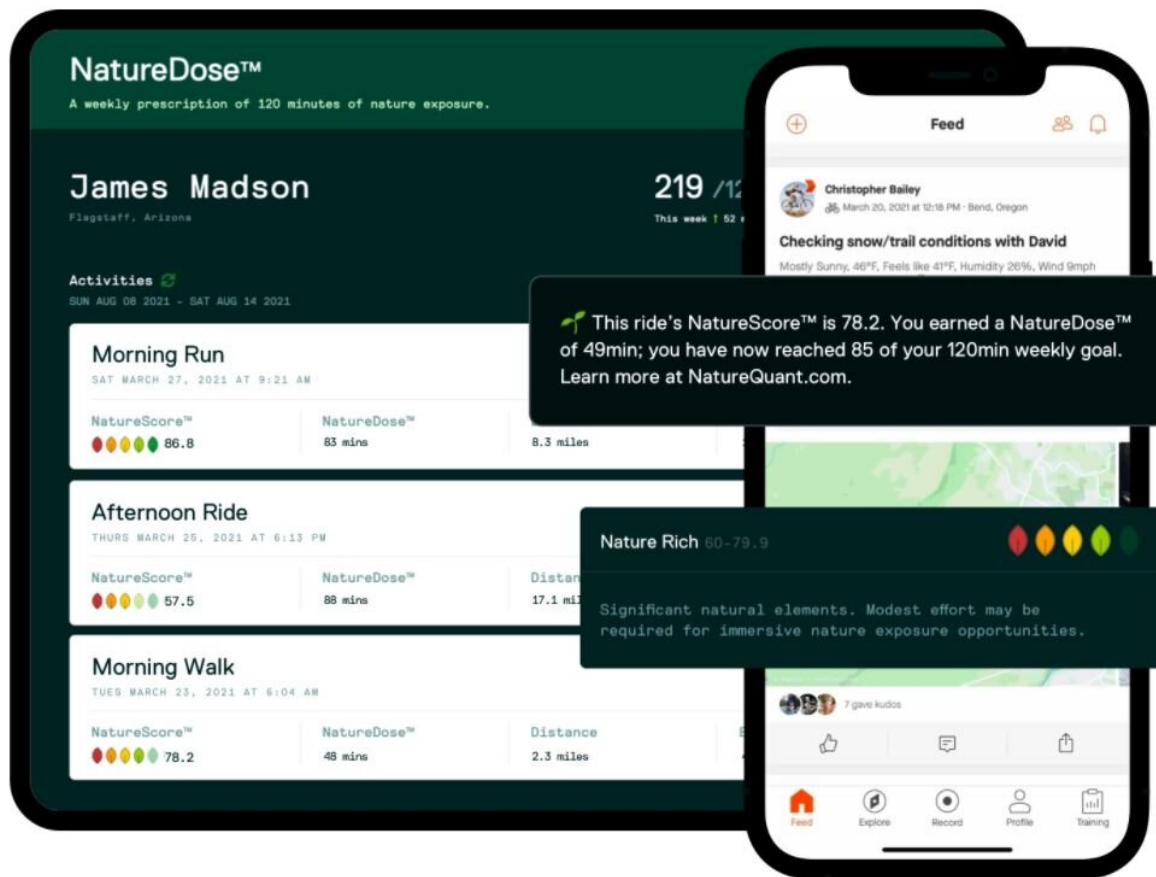 NatureDose™
A weekly prescription of 120 minutes of nature exposure.
James Madson
Flagstaff, Arizona
219 /12
This week ↑ 52
Activities
SUN AUG 08 2021 - SAT AUG 14 2021
Morning Run
SAT MARCH 27, 2021 AT 9:21 AM
NatureScore™ NatureDose™
86.8 83 mins 8.3 miles
Afternoon Ride
THURS MARCH 25, 2021 AT 6:13 PM
NatureScore™ NatureDose™ Distan
57.5 88 mins 17.1 mil
Morning Walk
TUES MARCH 23, 2021 AT 6:04 AM
NatureScore™ NatureDose™ Distance
78.2 48 mins 2.3 miles
Feed
Christopher Bailey
March 20, 2021 at 12:18 PM · Bend, Oregon
Checking snow/trail conditions with David
Mostly Sunny, 46°F, Feels like 41°F, Humidity 26%, Wind 9mph
This ride's NatureScore™ is 78.2. You earned a NatureDose™
of 49min; you have now reached 85 of your 120min weekly goal.
Learn more at NatureQuant.com.
Nature Rich 60-79.9
Significant natural elements. Modest effort may be
required for immersive nature exposure opportunities.
7 gave kudos
Feed Explore Record Profile Training